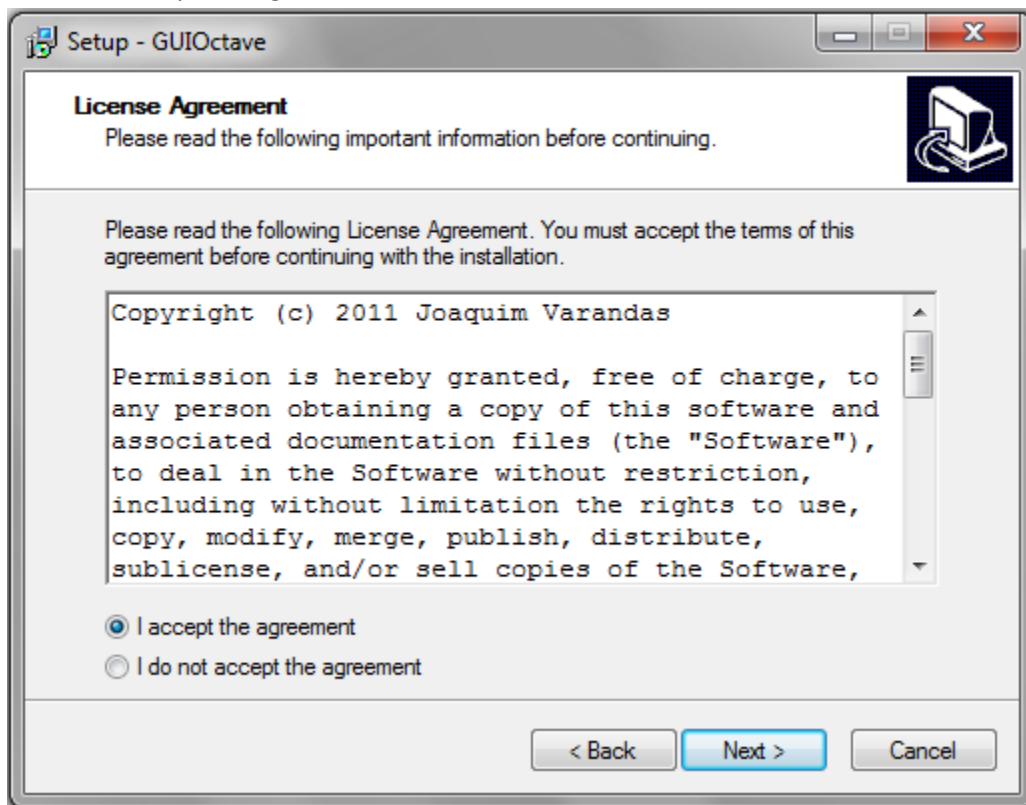 Setup - GUIOctave
License Agreement
Please read the following important information before continuing.
Please read the following License Agreement. You must accept the terms of this
agreement before continuing with the installation.
Copyright (c) 2011 Joaquim Varandas
Permission is hereby granted, free of charge, to
any person obtaining a copy of this software and
associated documentation files (the "Software"),
to deal in the Software without restriction,
including without limitation the rights to use,
copy, modify, merge, publish, distribute,
sublicense, and/or sell copies of the Software,
I accept the agreement
I do not accept the agreement
< Back Next > Cancel